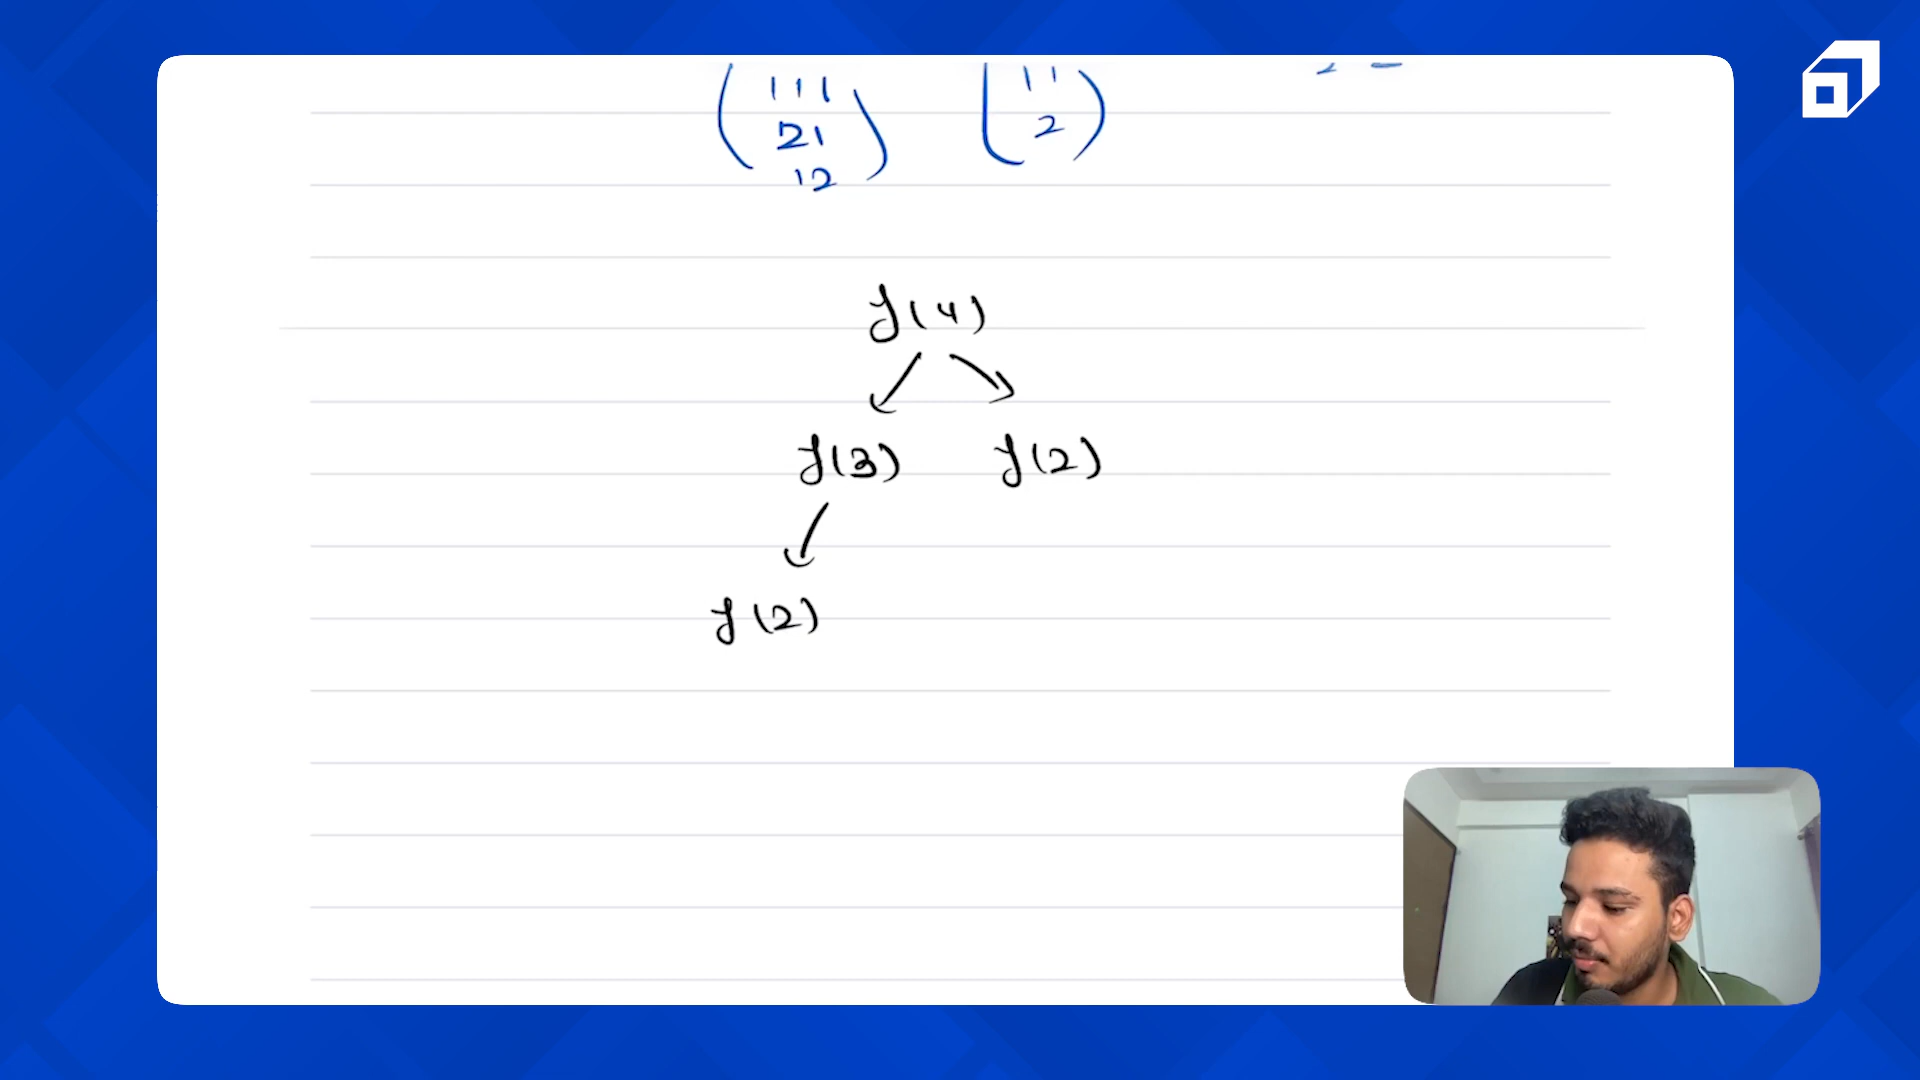 ( 111 ) ( 11 )
21 2
12
f(4)
f(3) f(2)
f(2)